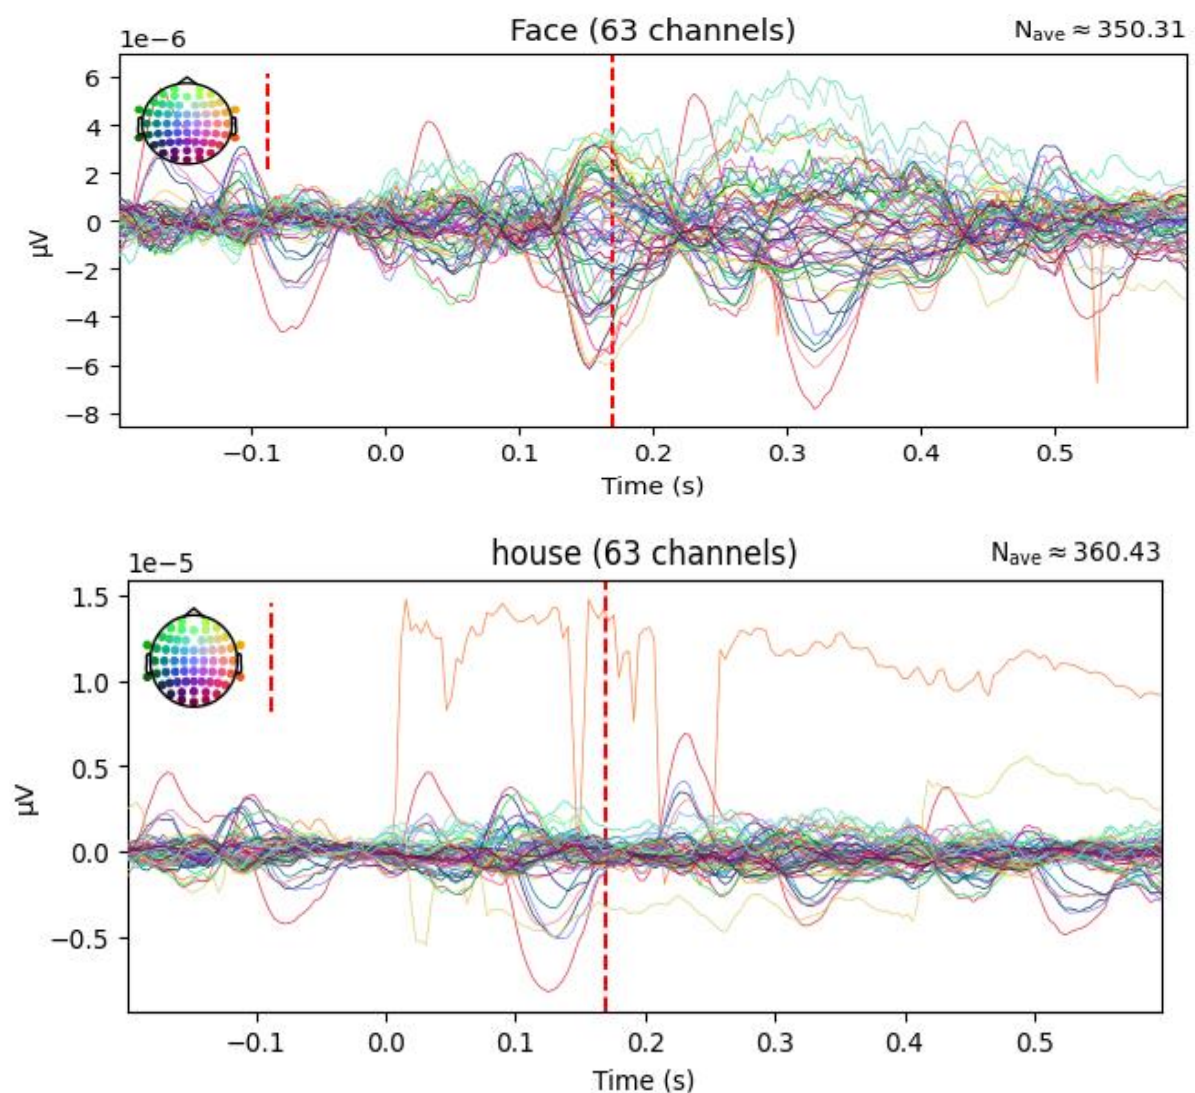 1e−6
Face (63 channels)
N_ave ≈ 350.31
6
4
2
0
−2
−4
−6
−8
µV
−0.1 0.0 0.1 0.2 0.3 0.4 0.5
Time (s)
1e−5
house (63 channels)
N_ave ≈ 360.43
1.5
1.0
0.5
0.0
−0.5
µV
−0.1 0.0 0.1 0.2 0.3 0.4 0.5
Time (s)